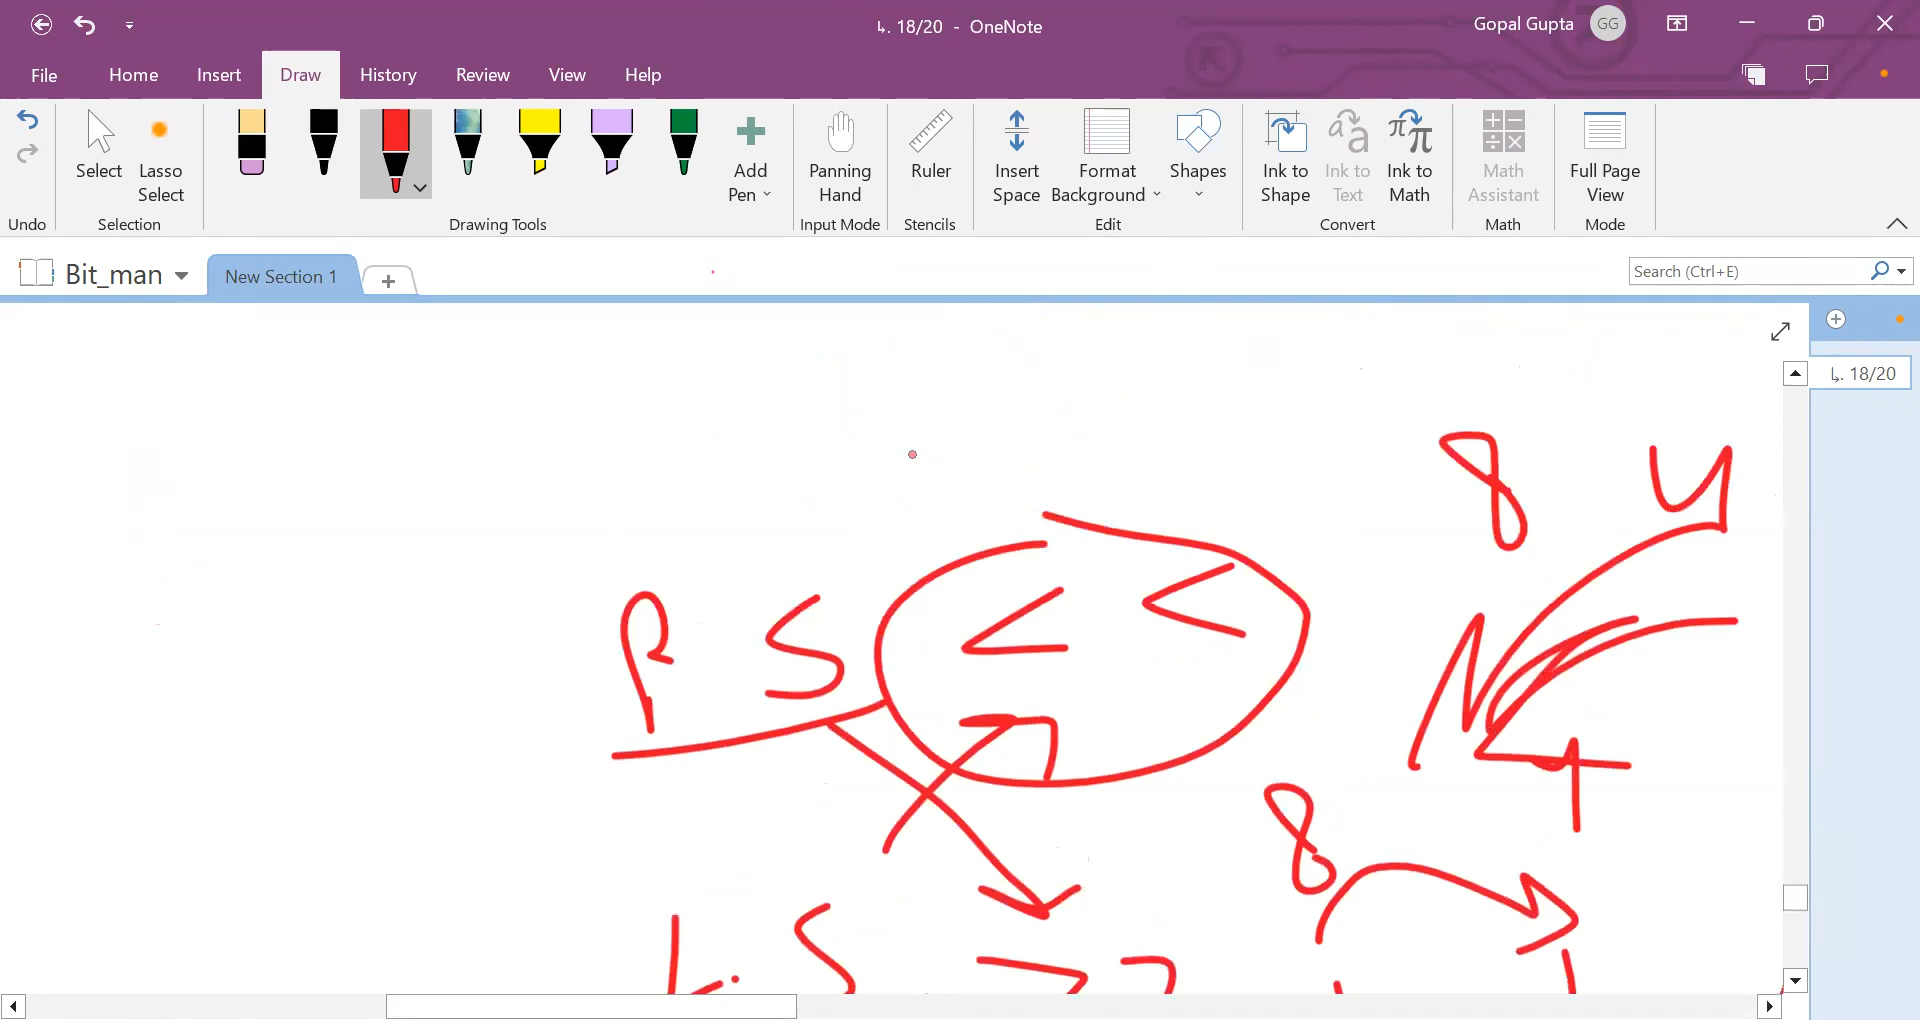 ч. 18/20 - OneNote
Gopal Gupta GG
File Home Insert Draw History Review View Help
Select
Lasso Select
Add Pen
Panning Hand
Ruler
Insert Space
Format Background
Shapes
Ink to Shape
Ink to Text
Ink to Math
Math Assistant
Full Page View
Undo Selection Drawing Tools Input Mode Stencils Edit Convert Math Mode
Bit_man New Section 1 +
Search (Ctrl+E)
18/20
8
S < <
8
S >